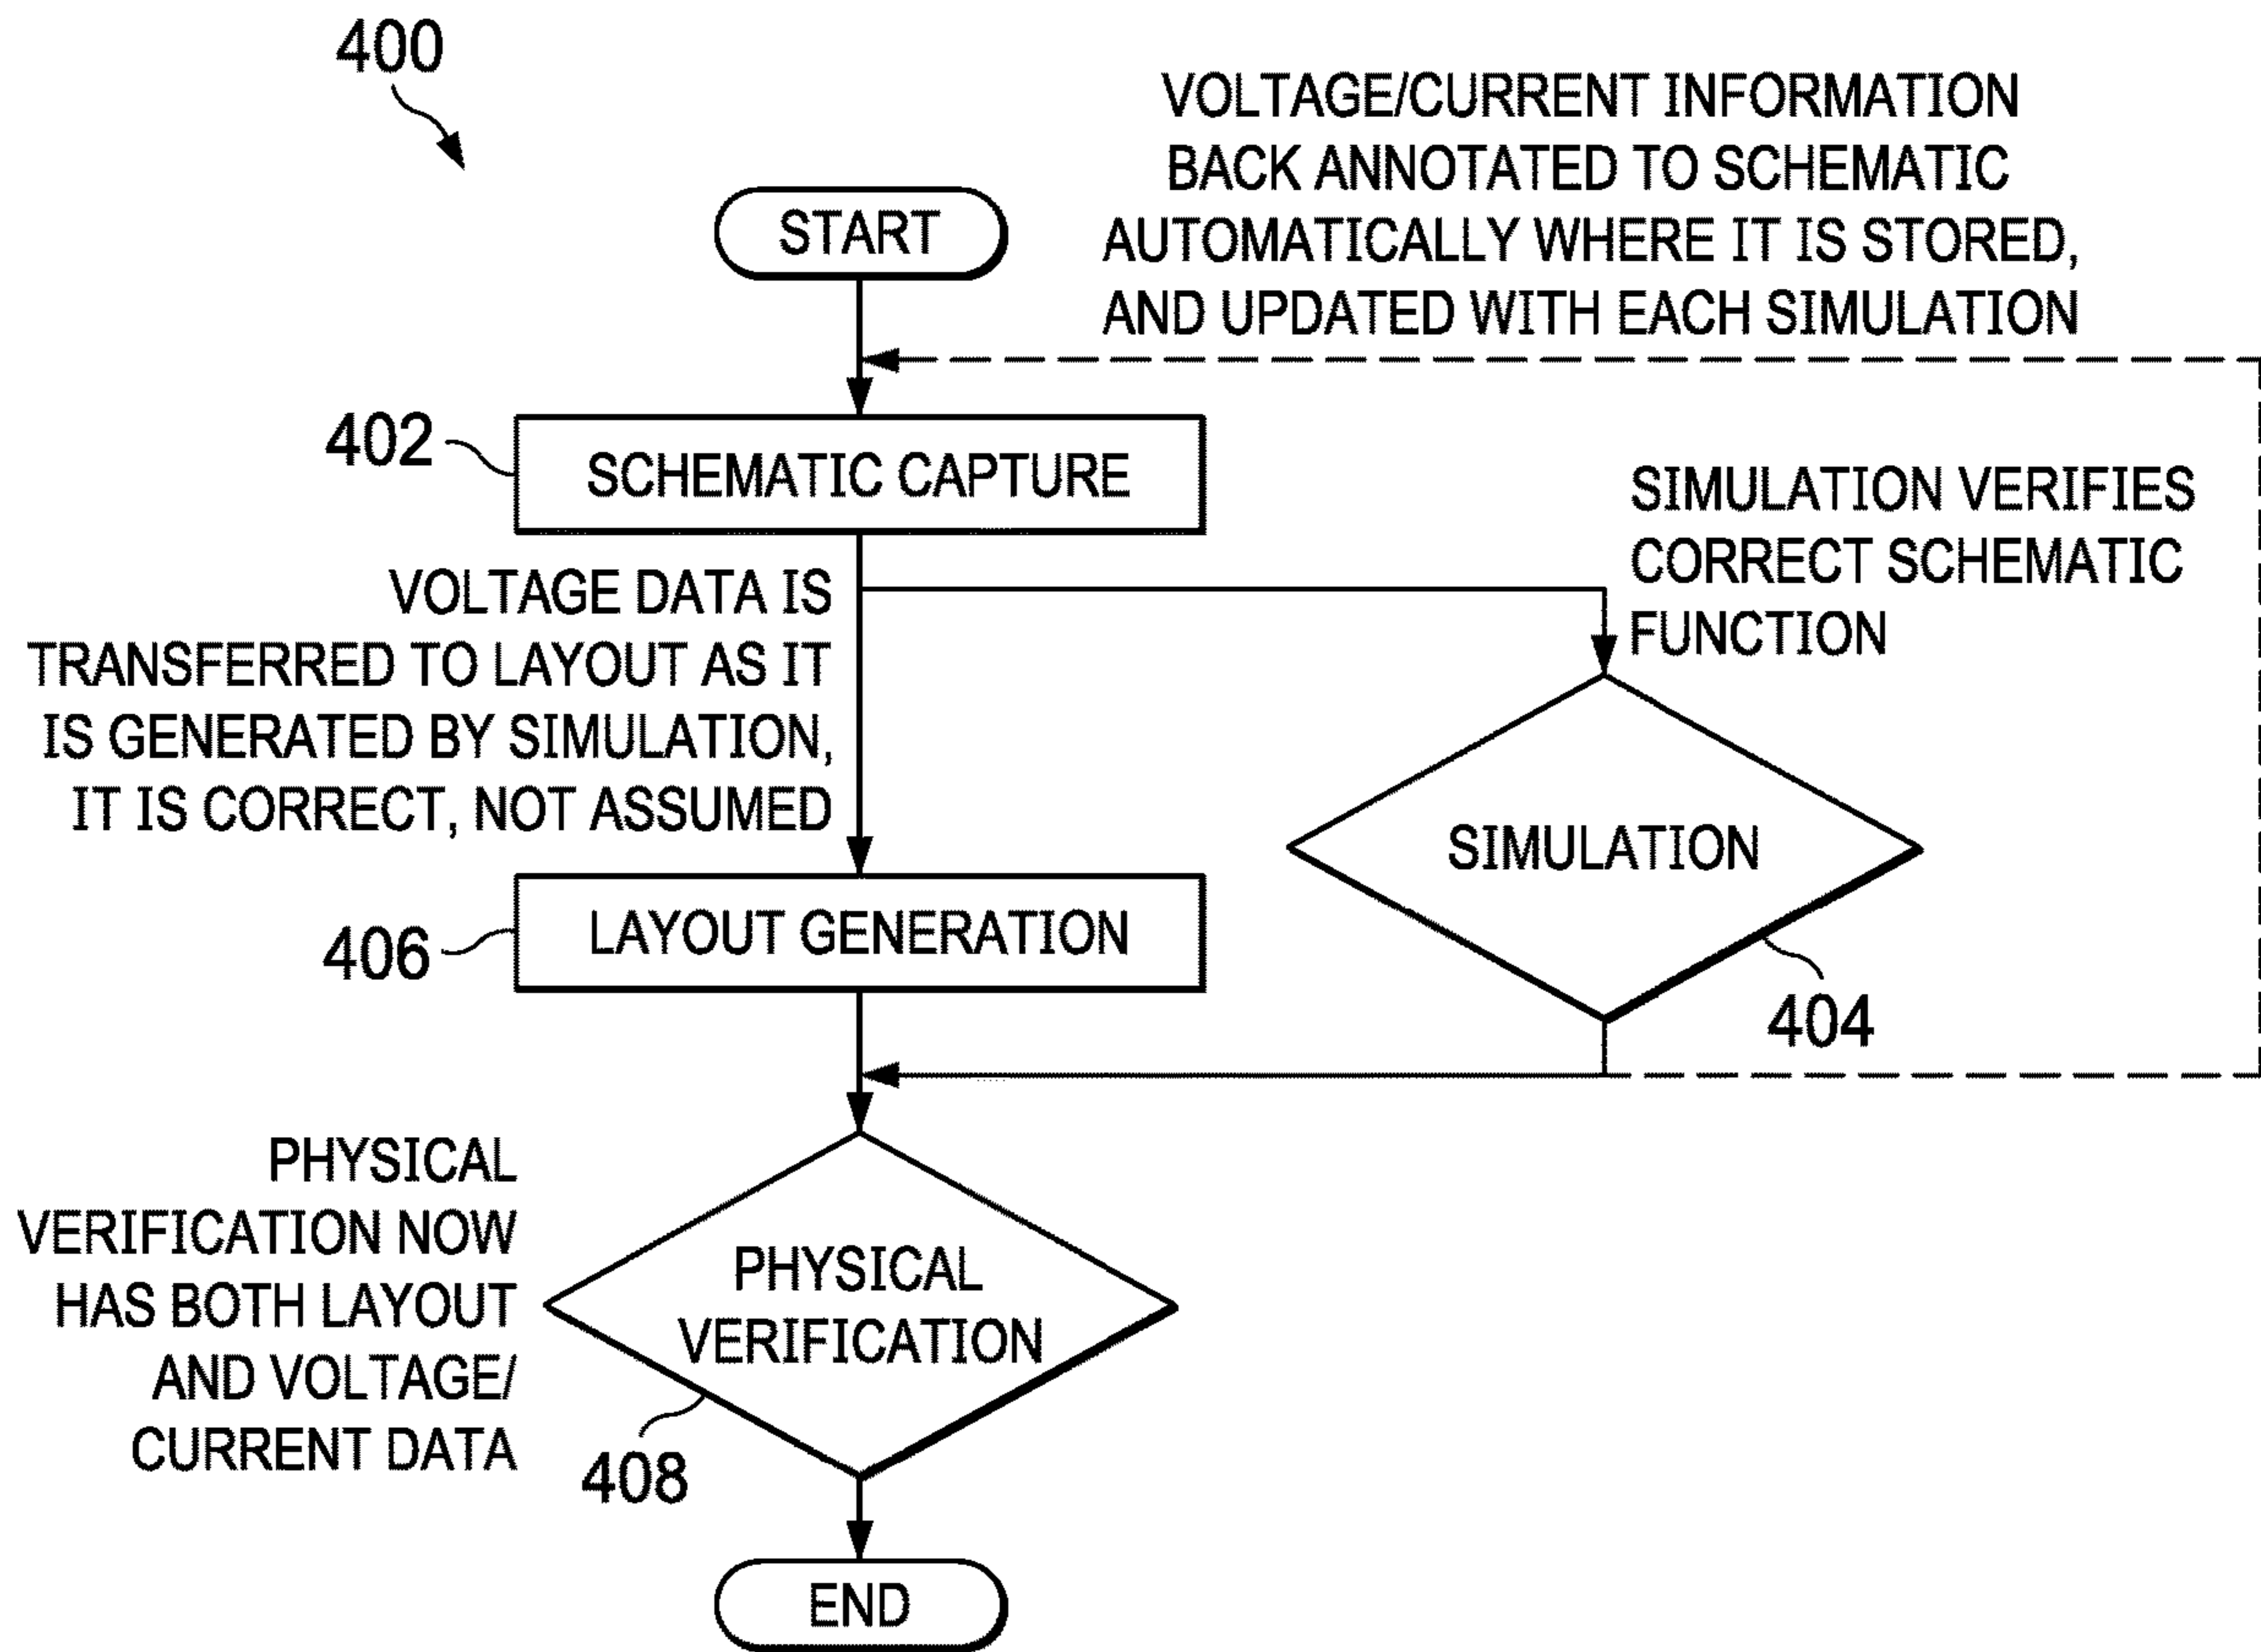 400
VOLTAGE/CURRENT INFORMATION
BACK ANNOTATED TO SCHEMATIC
AUTOMATICALLY WHERE IT IS STORED,
AND UPDATED WITH EACH SIMULATION
START
402
SCHEMATIC CAPTURE
SIMULATION VERIFIES
CORRECT SCHEMATIC
FUNCTION
VOLTAGE DATA IS
TRANSFERRED TO LAYOUT AS IT
IS GENERATED BY SIMULATION,
IT IS CORRECT, NOT ASSUMED
SIMULATION
404
LAYOUT GENERATION
406
PHYSICAL
VERIFICATION NOW
HAS BOTH LAYOUT
AND VOLTAGE/
CURRENT DATA
PHYSICAL
VERIFICATION
408
END